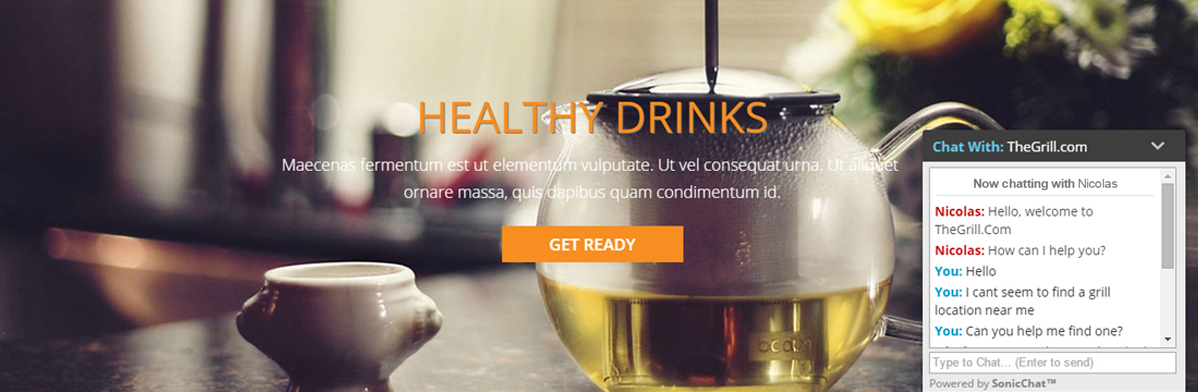 HEALTHY DRINKS
Maecenas fermentum est ut elementum vulputate. Ut vel consequat urna. Ut aliquet
ornare massa, quis dapibus quam condimentum id.
GET READY
Chat With: TheGrill.com
Now chatting with Nicolas
Nicolas: Hello, welcome to
TheGrill.Com
Nicolas: How can I help you?
You: Hello
You: I cant seem to find a grill
location near me
You: Can you help me find one?
Type to Chat... (Enter to send)
Powered by SonicChat™